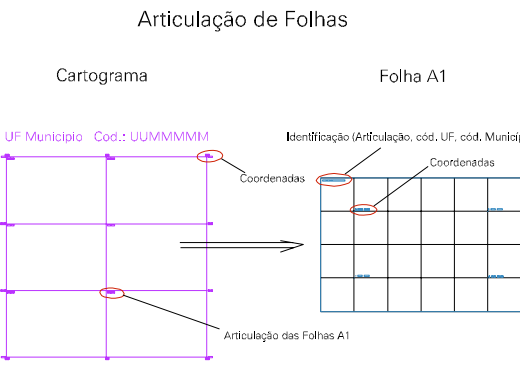 Articulação de Folhas
Cartograma
Folha A1
UF Municipio Cod.: UUMMMMM
Identificação (Articulação, cód. UF, cód. Municíp
Coordenadas
Coordenadas
Articulação das Folhas A1